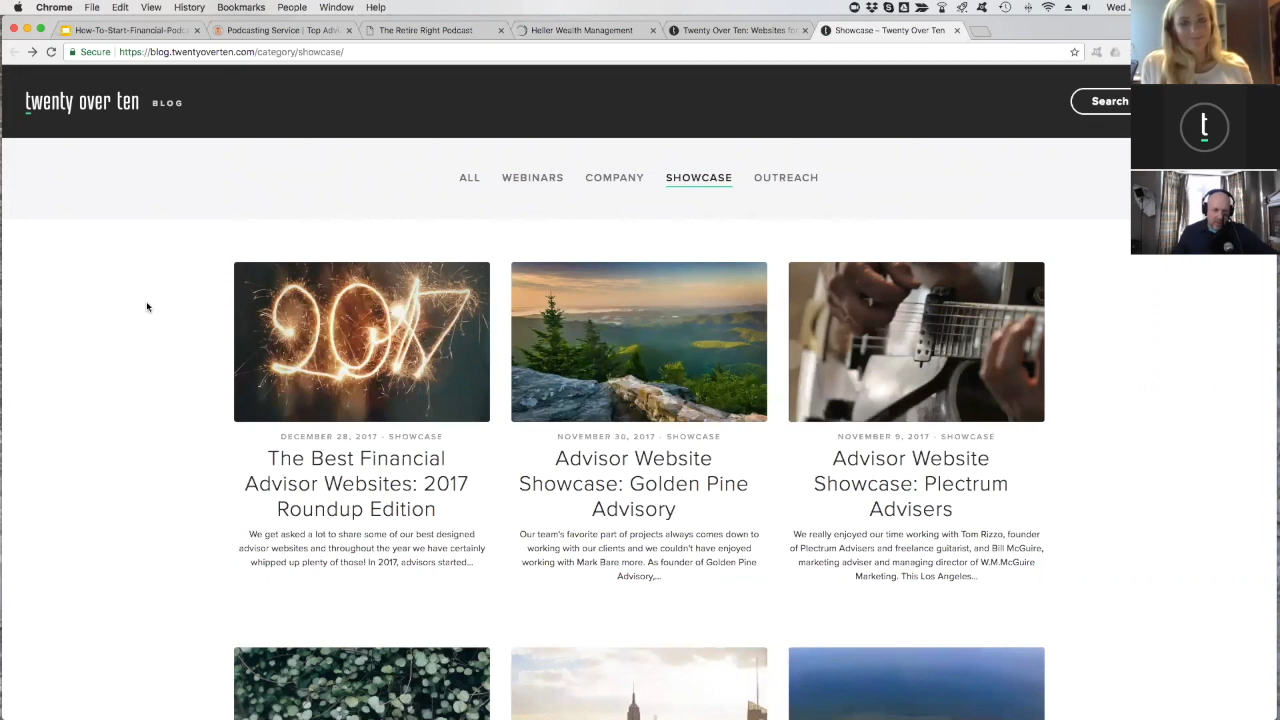 Chrome File Edit View History Bookmarks People Window Help Wed
How-To-Start-Financial-Podc Podcasting Service | Top Advi The Retire Right Podcast Heller Wealth Management Twenty Over Ten: Websites fo Showcase – Twenty Over Ten
Secure https://blog.twentyoverten.com/category/showcase/
twenty over ten BLOG
Search
t
ALL WEBINARS COMPANY SHOWCASE OUTREACH
2017
DECEMBER 28, 2017 - SHOWCASE
The Best Financial
Advisor Websites: 2017
Roundup Edition
We get asked a lot to share some of our best designed
advisor websites and throughout the year we have certainly
whipped up plenty of those! In 2017, advisors started...
NOVEMBER 30, 2017 - SHOWCASE
Advisor Website
Showcase: Golden Pine
Advisory
Our team's favorite part of projects always comes down to
working with our clients and we couldn't have enjoyed
working with Mark Bare more. As founder of Golden Pine
Advisory,...
NOVEMBER 9, 2017 - SHOWCASE
Advisor Website
Showcase: Plectrum
Advisers
We really enjoyed our time working with Tom Rizzo, founder
of Plectrum Advisers and freelance guitarist, and Bill McGuire,
marketing adviser and managing director of W.M.McGuire
Marketing. This Los Angeles...